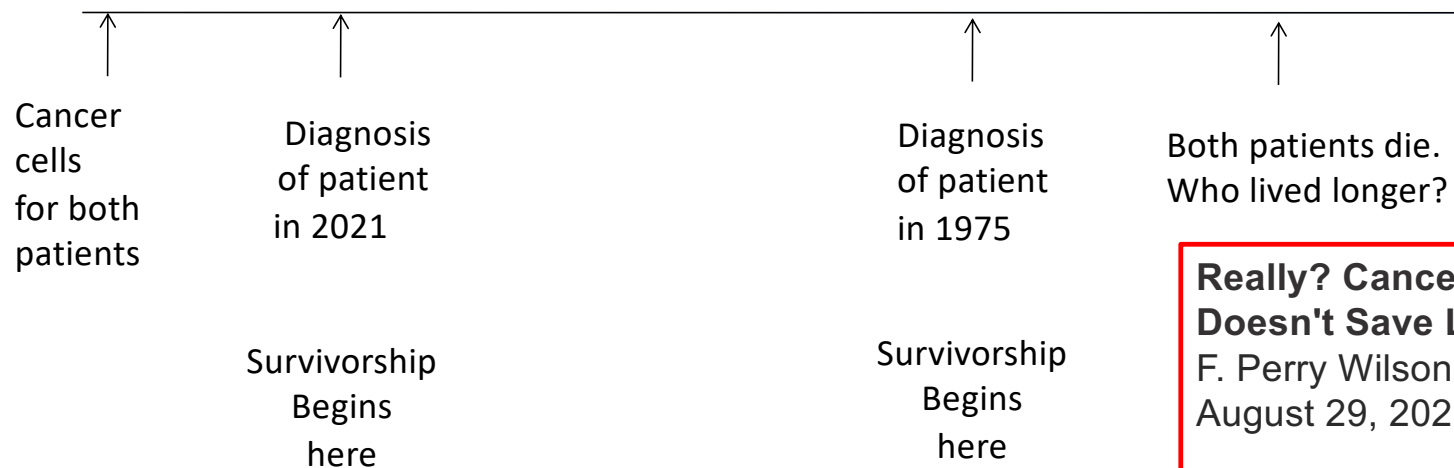 Cancer
cells
for both
patients
Diagnosis
of patient
in 2021
Diagnosis
of patient
in 1975
Both patients die.
Who lived longer?
Survivorship
Begins
here
Survivorship
Begins
here
Really?
Doesn't Save
F. Perry Wilson
August 29,